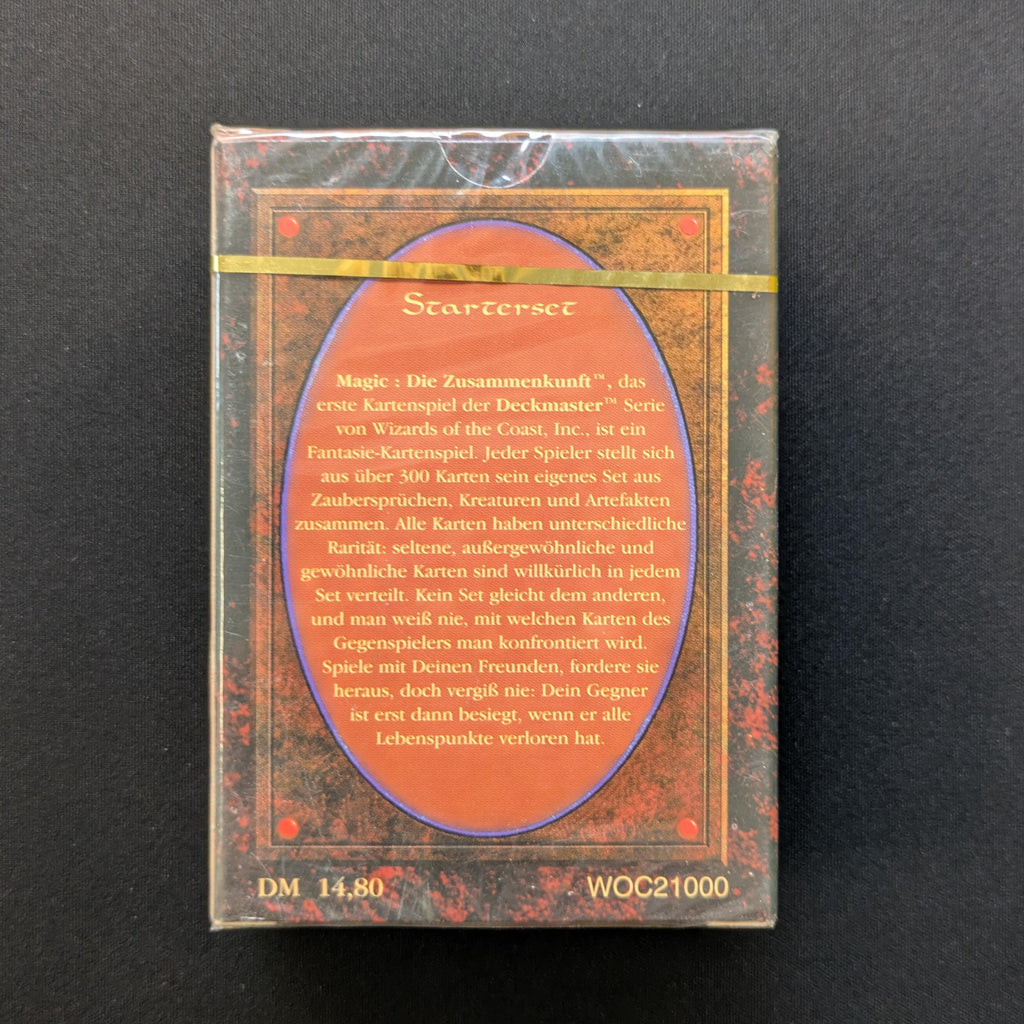 Starterset
Magic : Die Zusammenkunft™, das
erste Kartenspiel der Deckmaster™ Serie
von Wizards of the Coast, Inc., ist ein
Fantasie-Kartenspiel. Jeder Spieler stellt sich
aus über 300 Karten sein eigenes Set aus
Zaubersprüchen, Kreaturen und Artefakten
zusammen. Alle Karten haben unterschiedliche
Rarität: seltene, außergewöhnliche und
gewöhnliche Karten sind willkürlich in jedem
Set verteilt. Kein Set gleicht dem anderen,
und man weiß nie, mit welchen Karten des
Gegenspielers man konfrontiert wird.
Spiele mit Deinen Freunden, fordere sie
heraus, doch vergiß nie: Dein Gegner
ist erst dann besiegt, wenn er alle
Lebenspunkte verloren hat.
DM 14,80 WOC21000